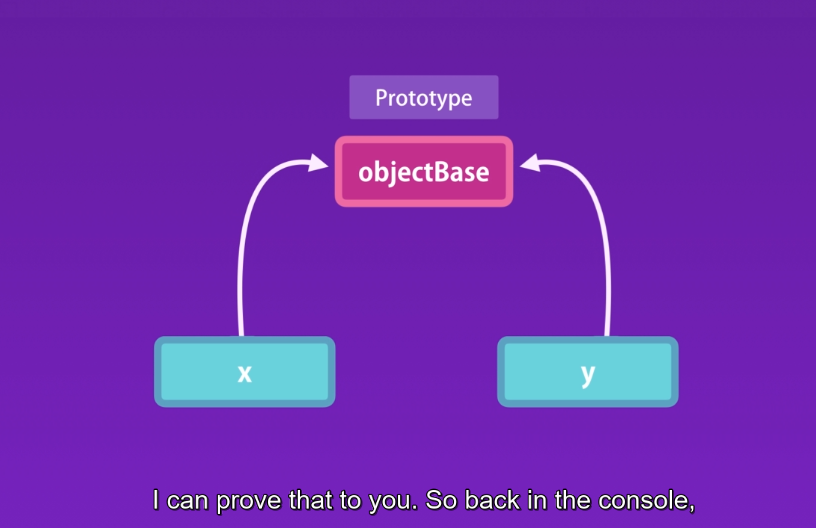 Prototype
objectBase
x
y
I can prove that to you. So back in the console,